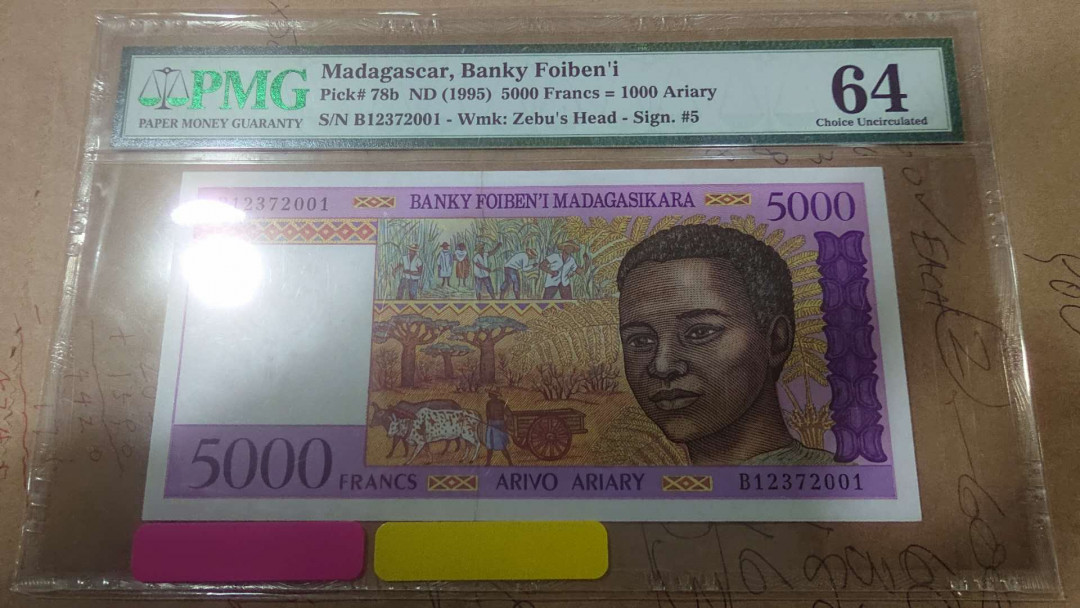 PMG
PAPER MONEY GUARANTY
Madagascar, Banky Foiben'i
Pick# 78b ND (1995) 5000 Francs = 1000 Ariary
S/N B12372001 - Wmk: Zebu's Head - Sign. #5
64
Choice Uncirculated
12372001 BANKY FOIBEN'I MADAGASIKARA 5000
5000 FRANCS ARIVO ARIARY B12372001